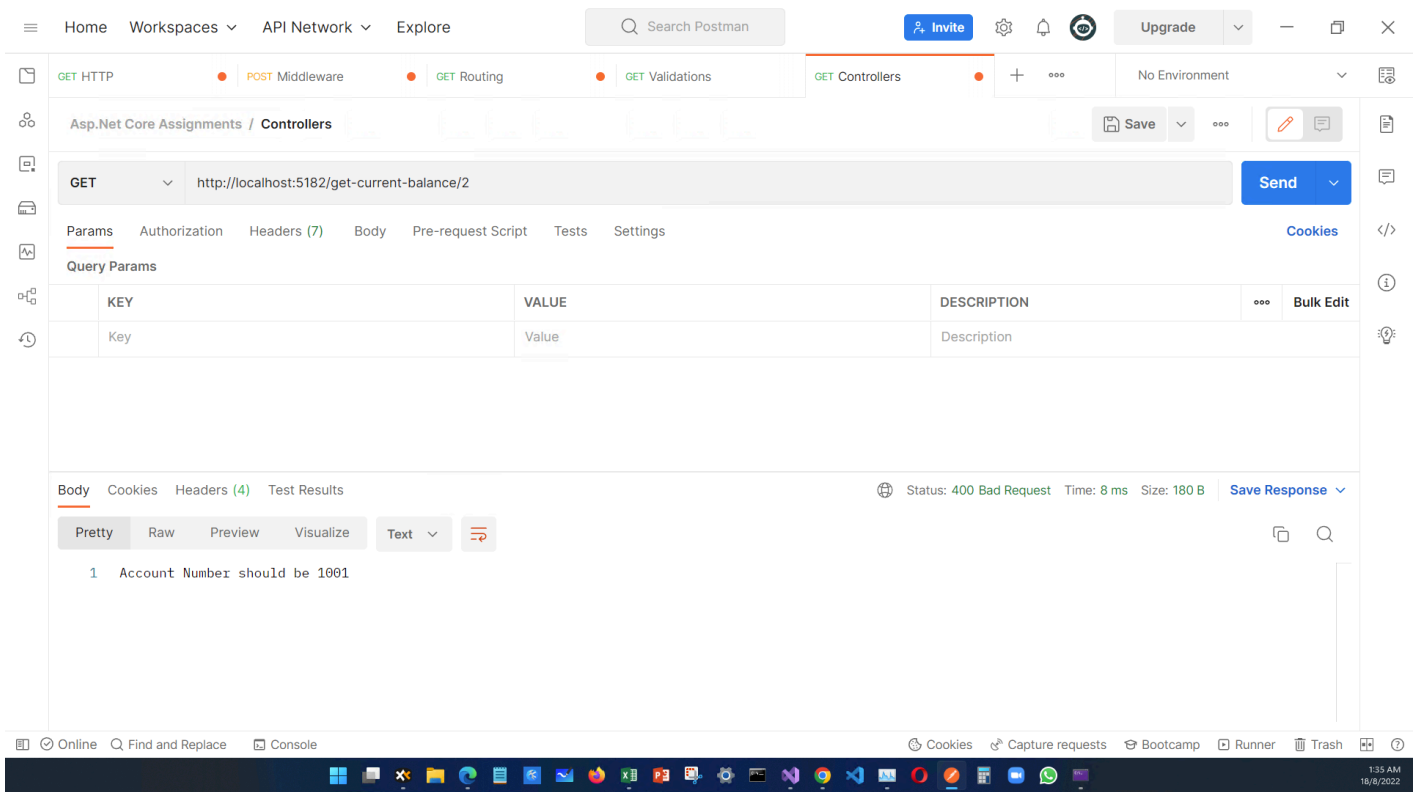 Home Workspaces API Network Explore Search Postman Invite Upgrade
GET HTTP POST Middleware GET Routing GET Validations GET Controllers No Environment
Asp.Net Core Assignments / Controllers Save
GET http://localhost:5182/get-current-balance/2 Send
Params Authorization Headers (7) Body Pre-request Script Tests Settings Cookies
Query Params
KEY VALUE DESCRIPTION Bulk Edit
Key Value Description
Body Cookies Headers (4) Test Results Status: 400 Bad Request Time: 8 ms Size: 180 B Save Response
Pretty Raw Preview Visualize Text
1 Account Number should be 1001
Online Find and Replace Console Cookies Capture requests Bootcamp Runner Trash
1:35 AM
18/8/2022